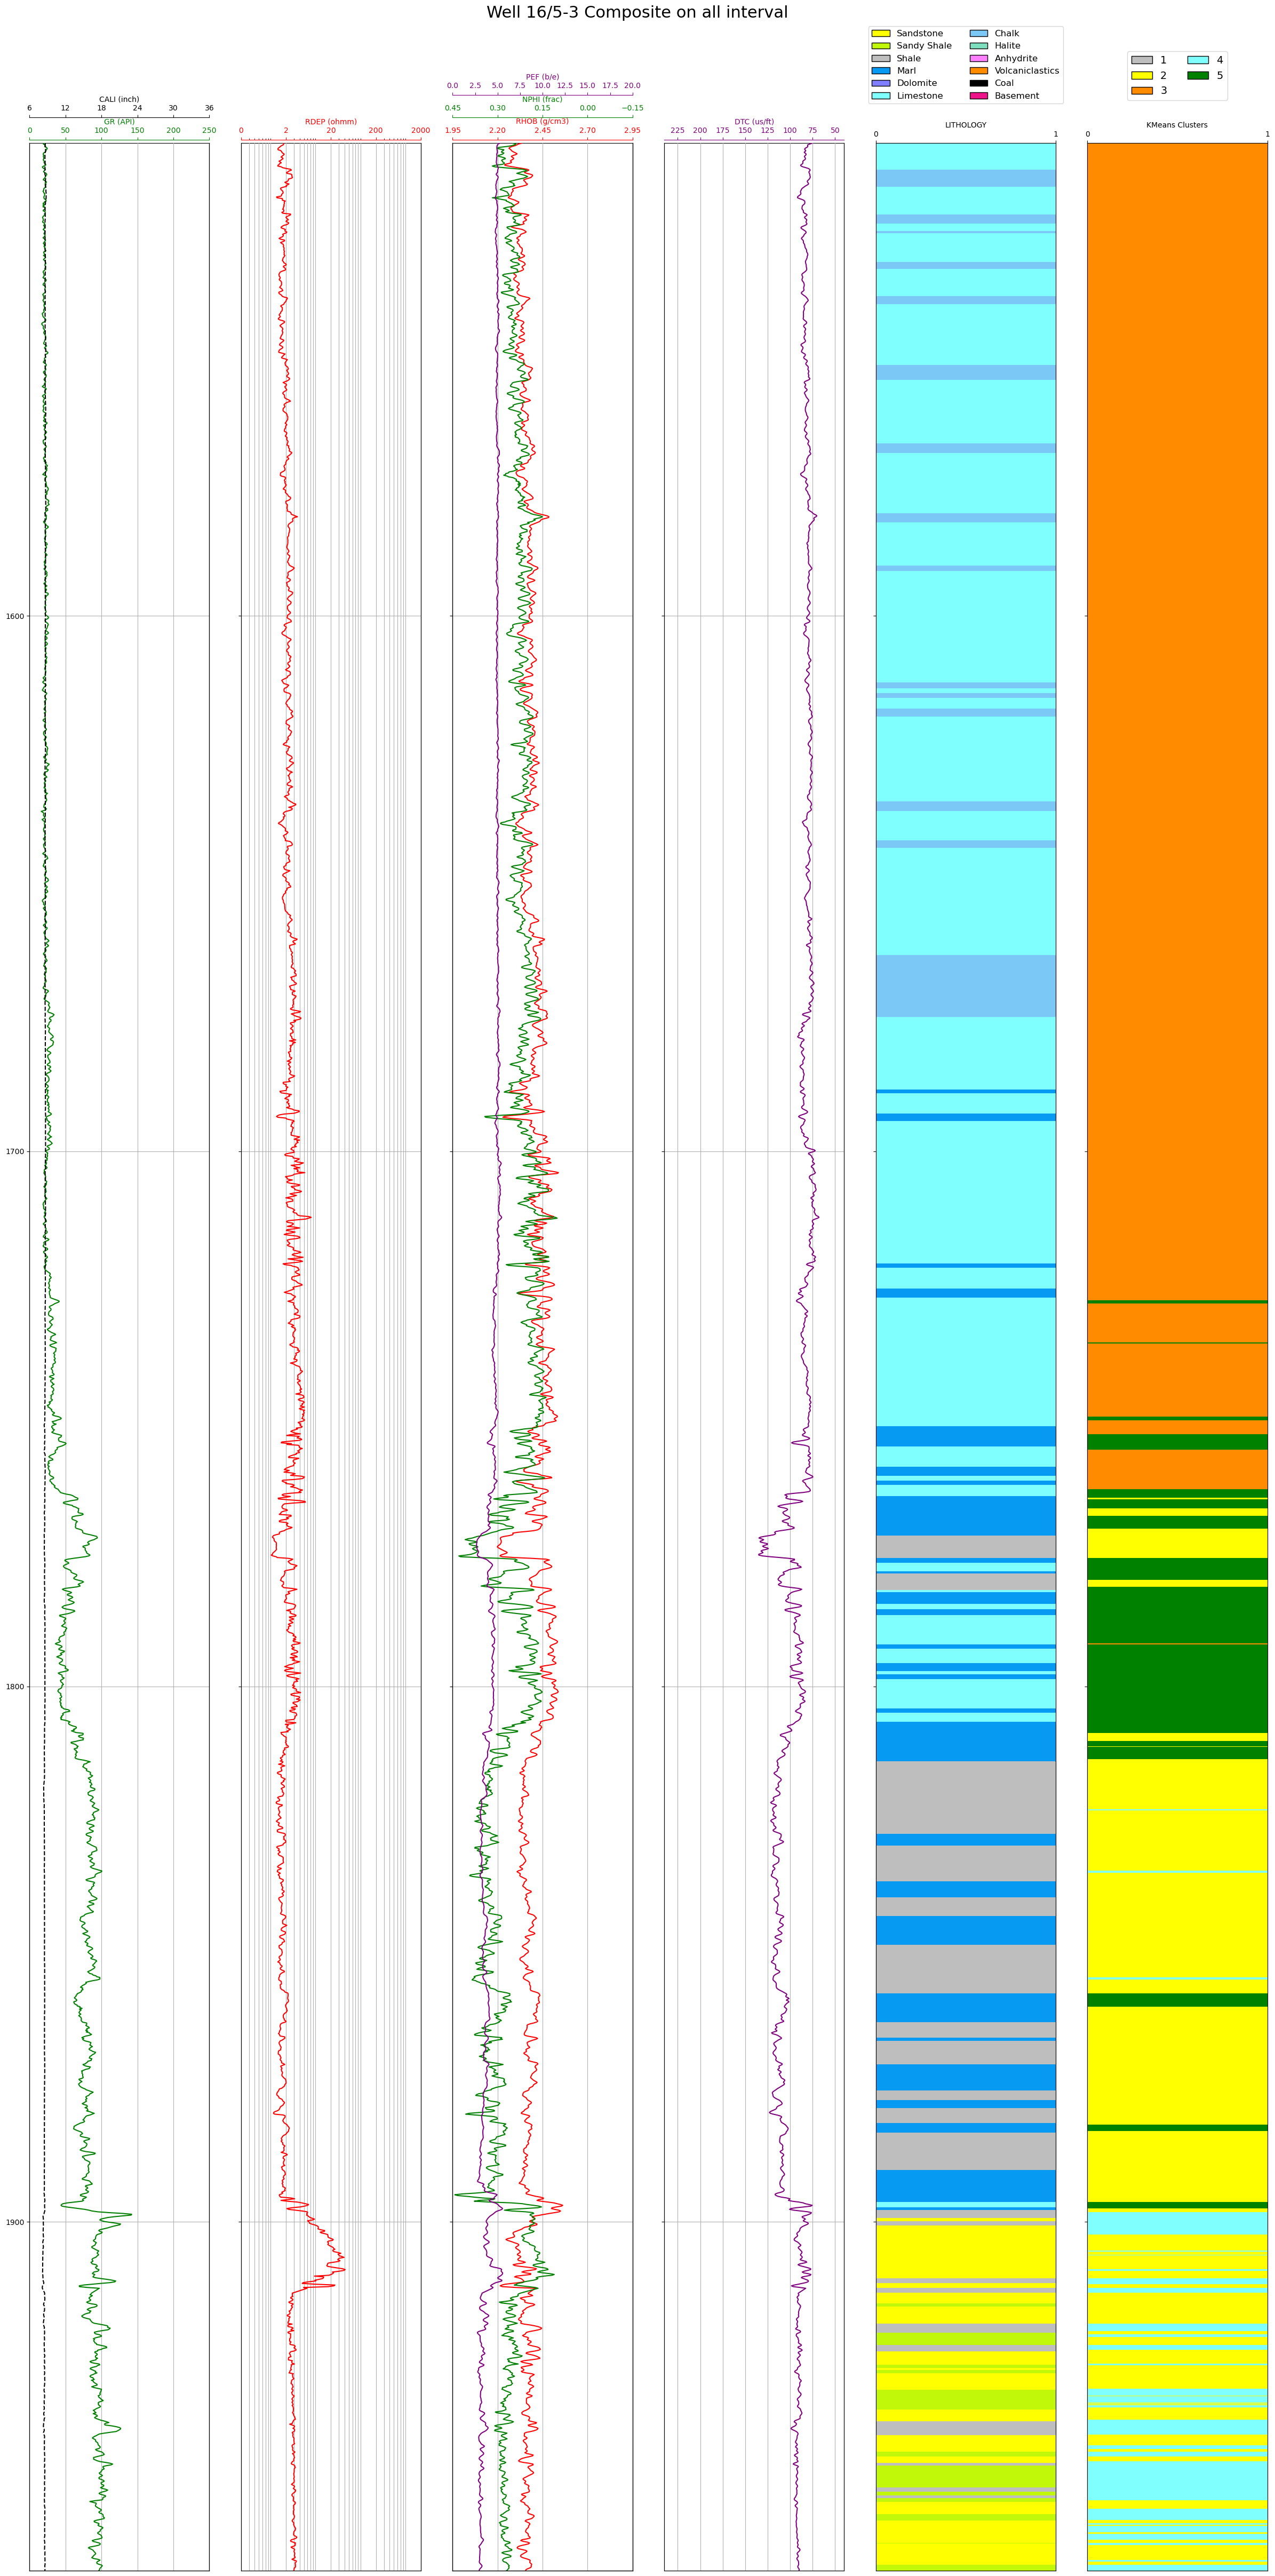 Well 16/5-3 Composite on all interval
Sandstone Chalk
Sandy Shale Halite
Shale Anhydrite
Marl Volcaniclastics
Dolomite Coal
Limestone Basement
1 4
2 5
3
PEF (b/e)
0.0 2.5 5.0 7.5 10.0 12.5 15.0 17.5 20.0
CALI (inch) NPHI (frac)
6 12 18 24 30 36 0.45 0.30 0.15 0.00 −0.15
GR (API) RDEP (ohmm) RHOB (g/cm3) DTC (us/ft) LITHOLOGY KMeans Clusters
0 50 100 150 200 250 0 2 20 200 2000 1.95 2.20 2.45 2.70 2.95 225 200 175 150 125 100 75 50 0 1 0 1
1600
1700
1800
1900